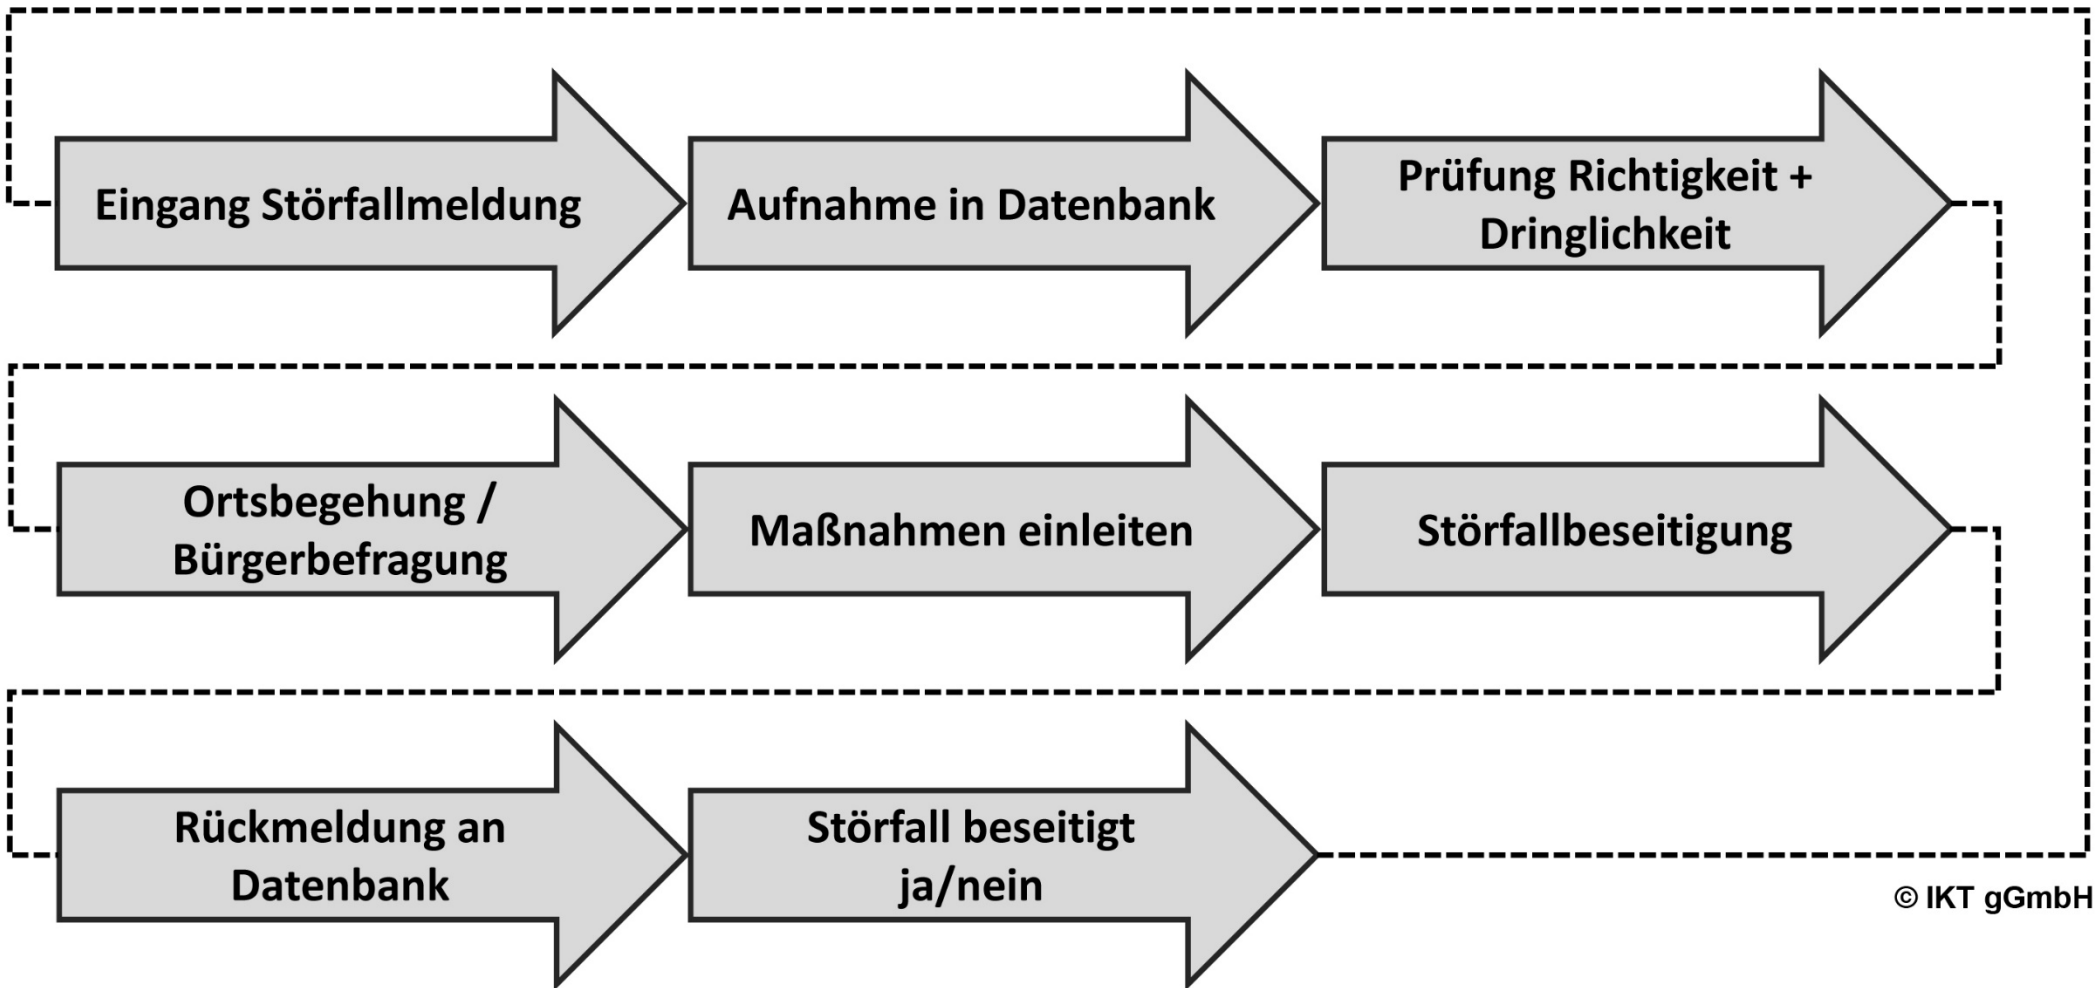 Eingang Störfallmeldung
Aufnahme in Datenbank
Prüfung Richtigkeit +
Dringlichkeit
Ortsbegehung /
Bürgerbefragung
Maßnahmen einleiten
Störfallbeseitigung
Rückmeldung an
Datenbank
Störfall beseitigt
ja/nein
© IKT gGmbH